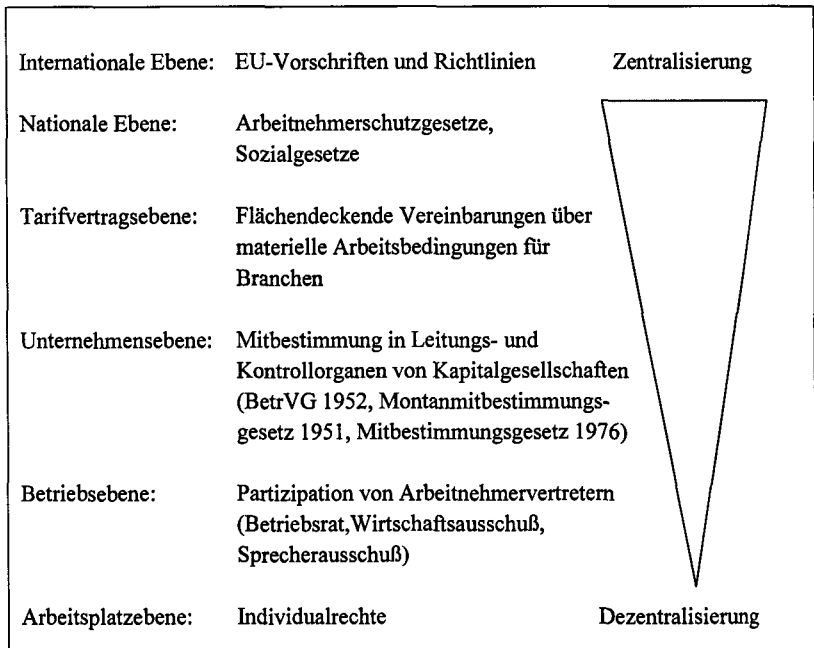 Internationale Ebene: EU-Vorschriften und Richtlinien Zentralisierung
Nationale Ebene: Arbeitnehmerschutzgesetze,
Sozialgesetze
Tarifvertragsebene: Flächendeckende Vereinbarungen über
materielle Arbeitsbedingungen für
Branchen
Unternehmensebene: Mitbestimmung in Leitungs- und
Kontrollorganen von Kapitalgesellschaften
(BetrVG 1952, Montanmitbestimmungs-
gesetz 1951, Mitbestimmungsgesetz 1976)
Betriebsebene: Partizipation von Arbeitnehmervertretern
(Betriebsrat,Wirtschaftsausschuß,
Sprecherausschuß)
Arbeitsplatzebene: Individualrechte Dezentralisierung